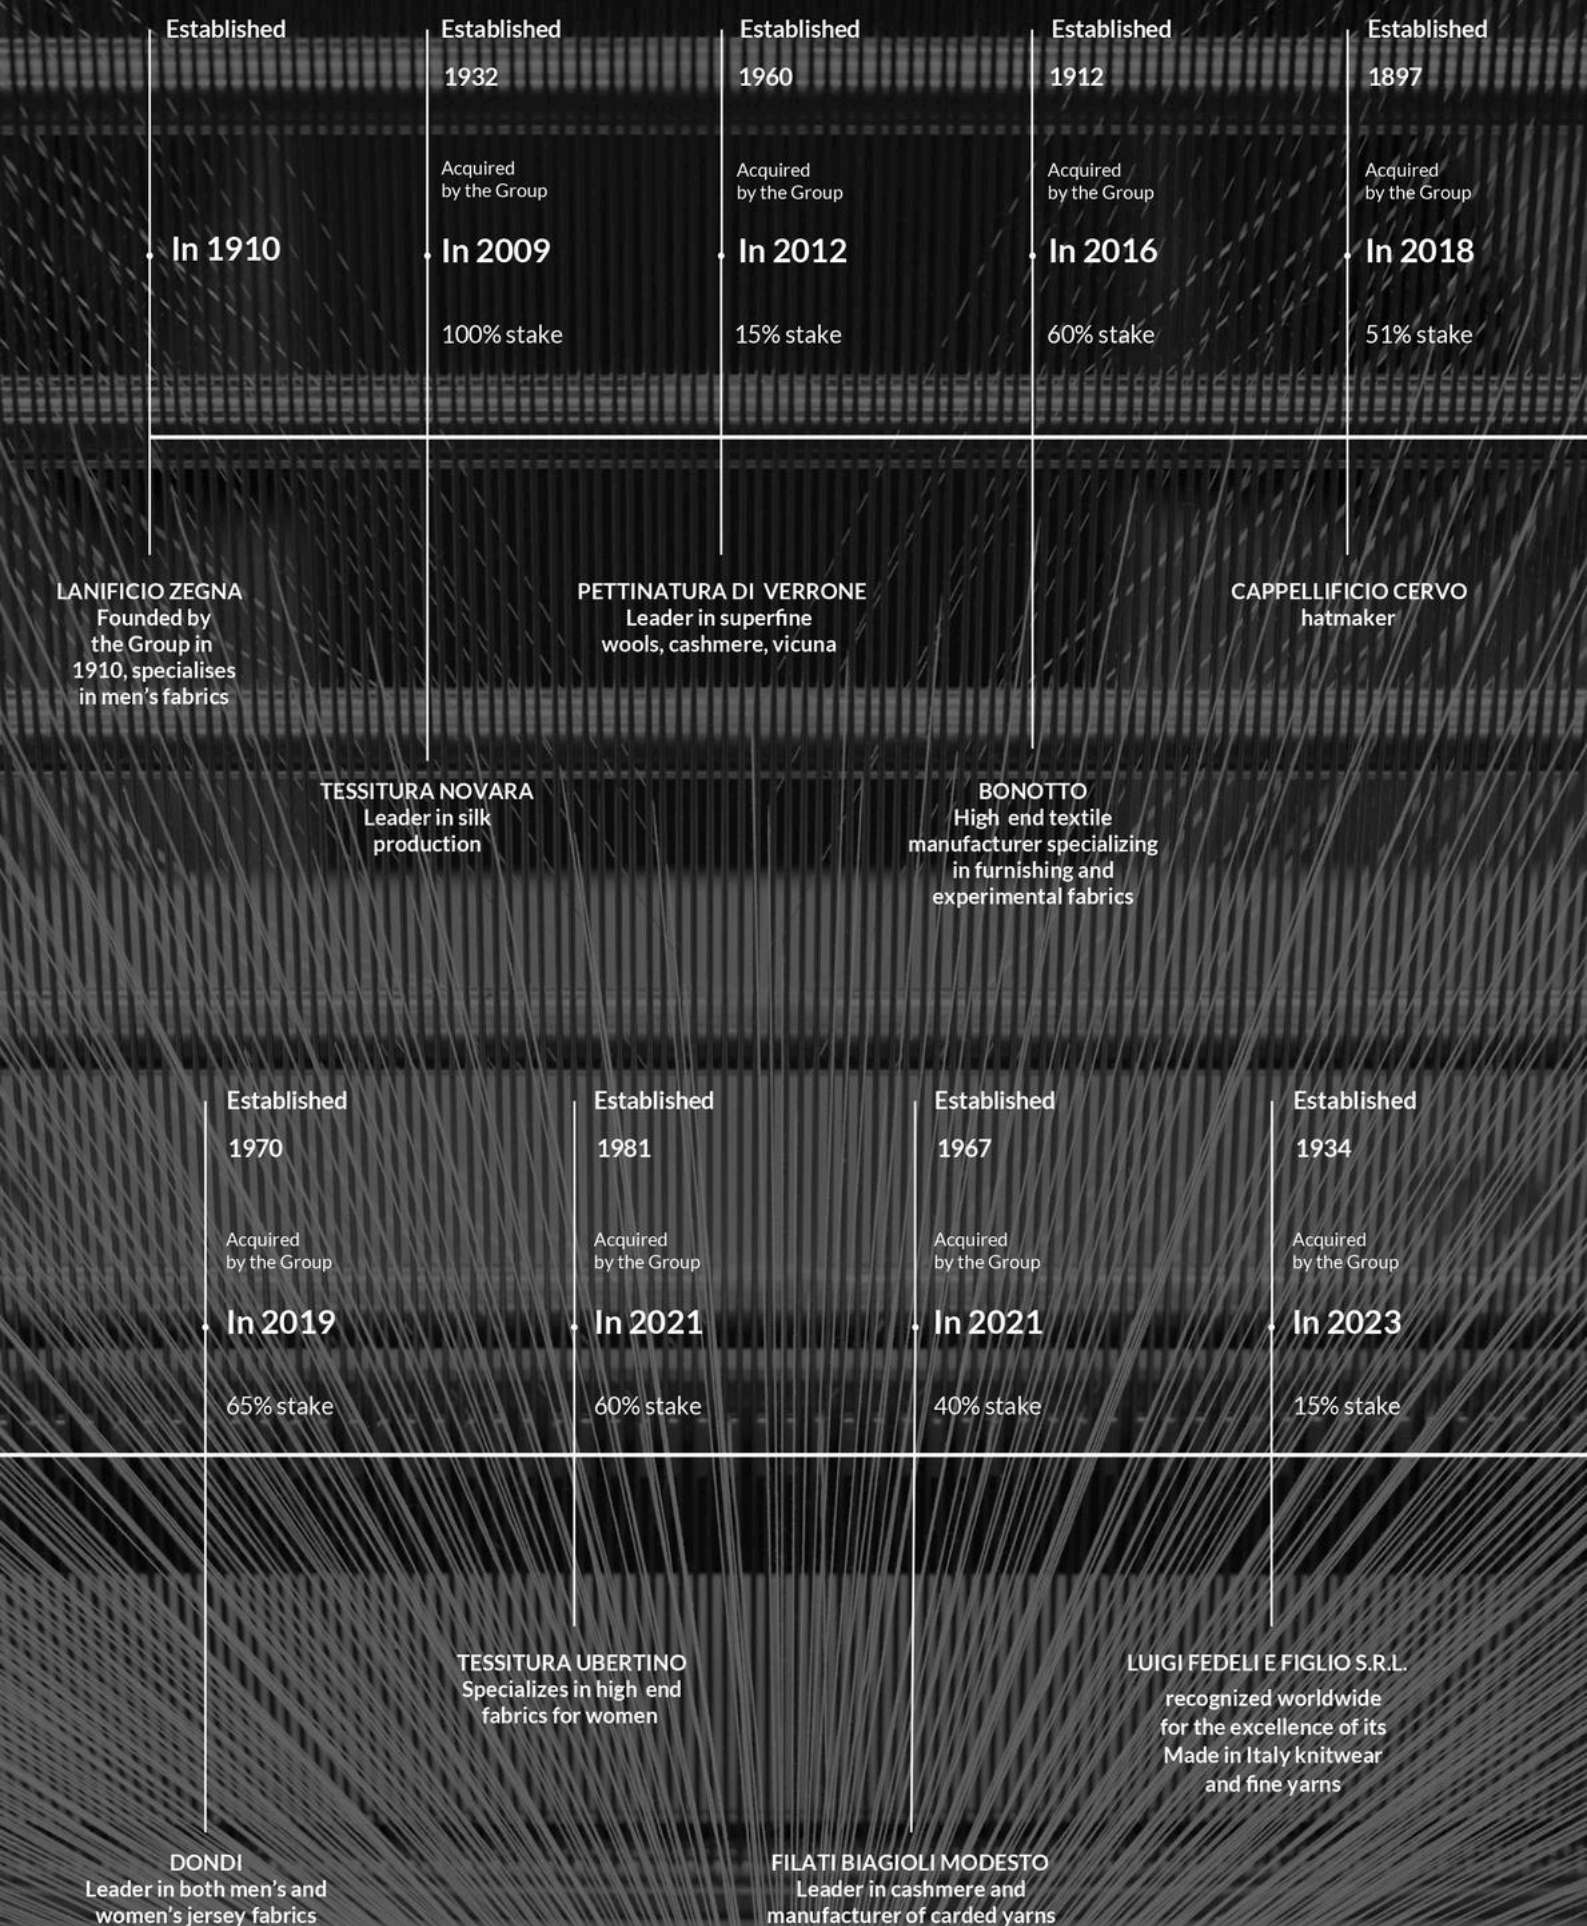 Established
In 1910
LANIFICIO ZEGNA
Founded by
the Group in
1910, specialises
in men’s fabrics
Established
1932
Acquired
by the Group
In 2009
100% stake
TESSITURA NOVARA
Leader in silk
production
Established
1960
Acquired
by the Group
In 2012
15% stake
PETTINATURA DI VERRONE
Leader in superfine
wools, cashmere, vicuna
Established
1912
Acquired
by the Group
In 2016
60% stake
BONOTTO
High end textile
manufacturer specializing
in furnishing and
experimental fabrics
Established
1897
Acquired
by the Group
In 2018
51% stake
CAPPELLIFICIO CERVO
hatmaker
Established
1970
Acquired
by the Group
In 2019
65% stake
DONDI
Leader in both men’s and
women’s jersey fabrics
Established
1981
Acquired
by the Group
In 2021
60% stake
TESSITURA UBERTINO
Specializes in high end
fabrics for women
Established
1967
Acquired
by the Group
In 2021
40% stake
FILATI BIAGIOLI MODESTO
Leader in cashmere and
manufacturer of carded yarns
Established
1934
Acquired
by the Group
In 2023
15% stake
LUIGI FEDELI E FIGLIO S.R.L.
recognized worldwide
for the excellence of its
Made in Italy knitwear
and fine yarns